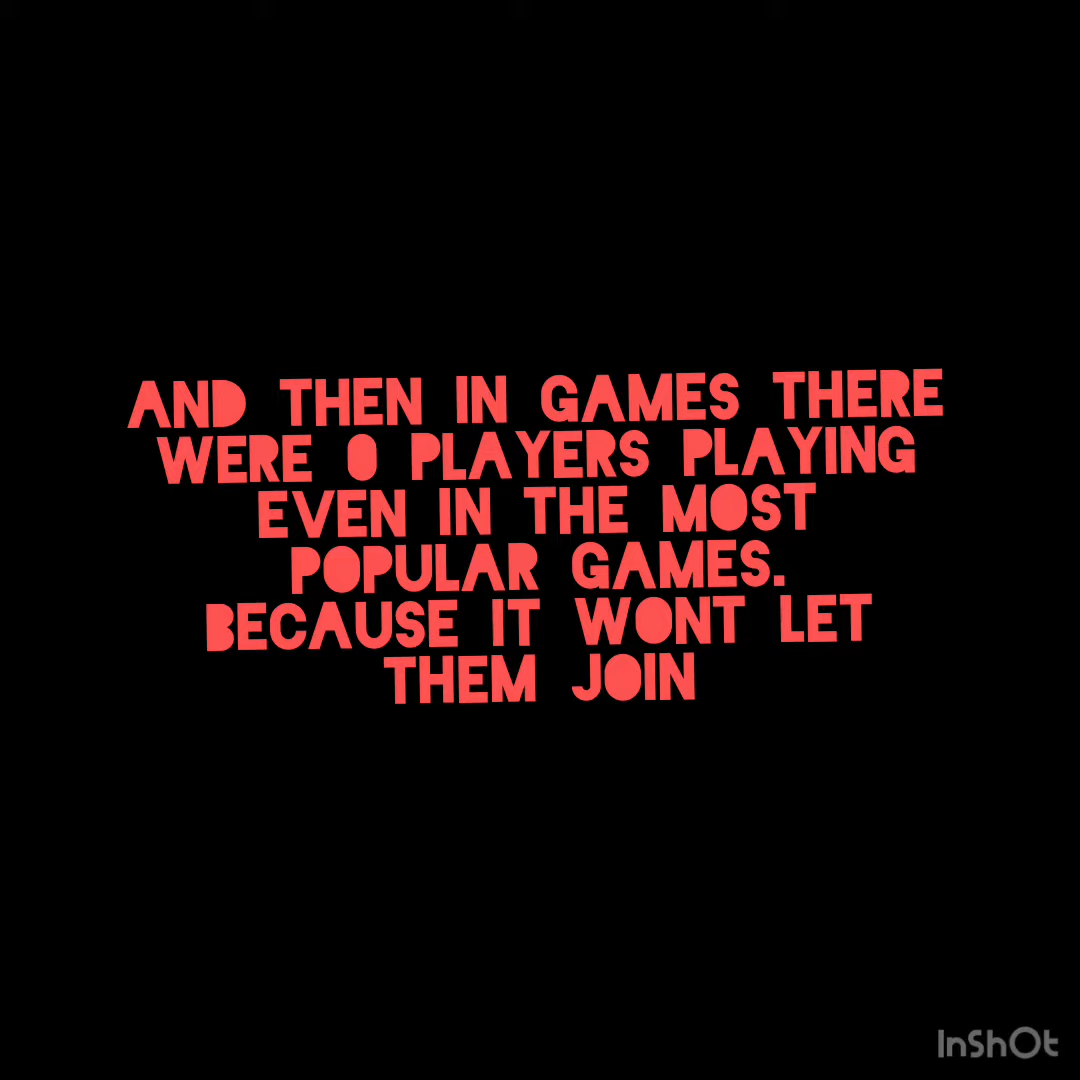 AND THEN IN GAMES THERE
WERE 0 PLAYERS PLAYING
EVEN IN THE MOST
POPULAR GAMES.
BECAUSE IT WONT LET
THEM JOIN
InShOt